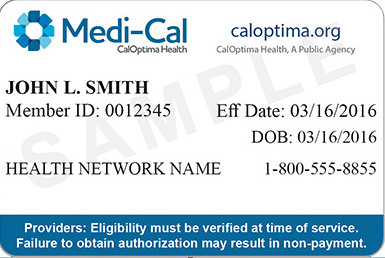 Medi-Cal
CalOptima Health
caloptima.org
CalOptima Health, A Public Agency
SAMPLE
JOHN L. SMITH
Member ID: 0012345
Eff Date: 03/16/2016
DOB: 03/16/2016
HEALTH NETWORK NAME
1-800-555-8855
Providers: Eligibility must be verified at time of service.
Failure to obtain authorization may result in non-payment.